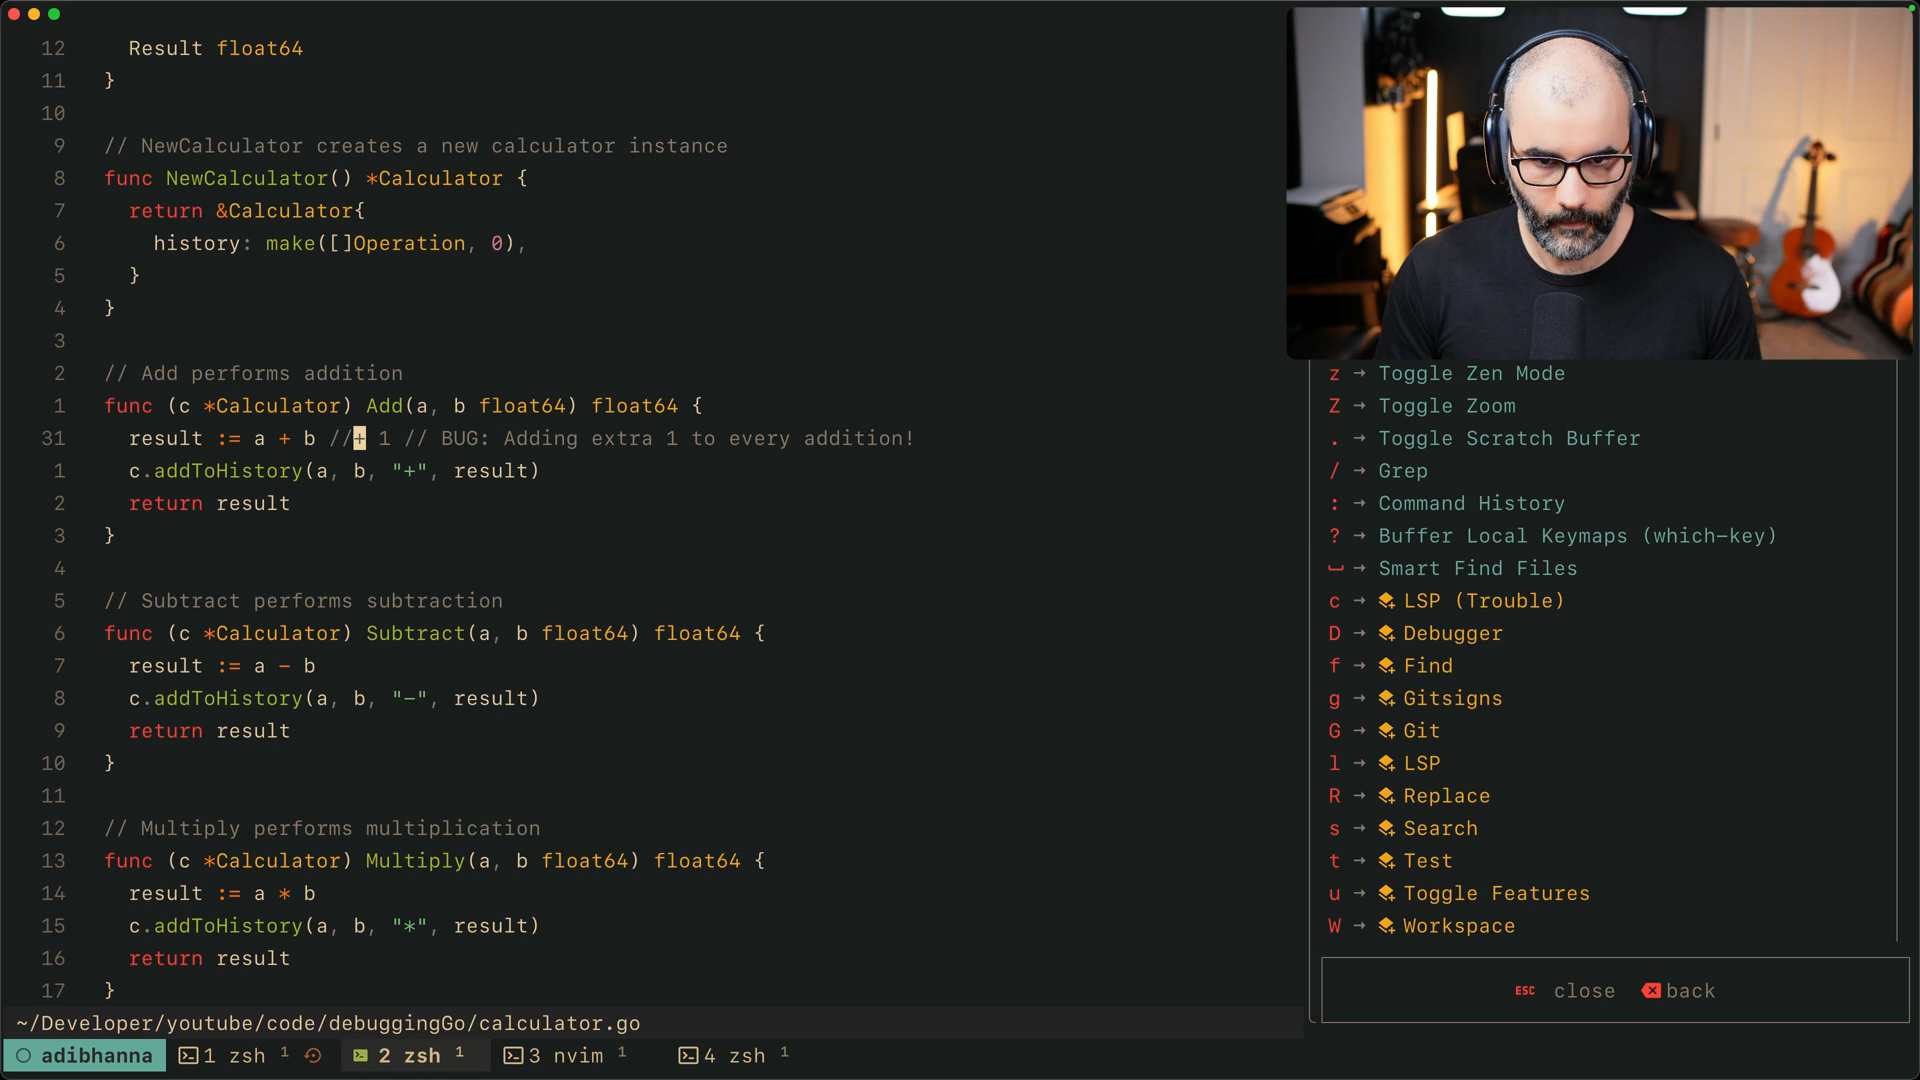 12 Result float64
11 }
10
9 // NewCalculator creates a new calculator instance
8 func NewCalculator() *Calculator {
7 return &Calculator{
6 history: make([]Operation, 0),
5 }
4 }
3
2 // Add performs addition
1 func (c *Calculator) Add(a, b float64) float64 {
31 result := a + b //+ 1 // BUG: Adding extra 1 to every addition!
1 c.addToHistory(a, b, "+", result)
2 return result
3 }
4
5 // Subtract performs subtraction
6 func (c *Calculator) Subtract(a, b float64) float64 {
7 result := a - b
8 c.addToHistory(a, b, "-", result)
9 return result
10 }
11
12 // Multiply performs multiplication
13 func (c *Calculator) Multiply(a, b float64) float64 {
14 result := a * b
15 c.addToHistory(a, b, "*", result)
16 return result
17 }
z → Toggle Zen Mode
Z → Toggle Zoom
. → Toggle Scratch Buffer
/ → Grep
: → Command History
? → Buffer Local Keymaps (which-key)
⎵ → Smart Find Files
c → LSP (Trouble)
D → Debugger
f → Find
g → Gitsigns
G → Git
l → LSP
R → Replace
s → Search
t → Test
u → Toggle Features
W → Workspace
ESC close back
~/Developer/youtube/code/debuggingGo/calculator.go
adibhanna 1 zsh 1 2 zsh 1 3 nvim 1 4 zsh 1